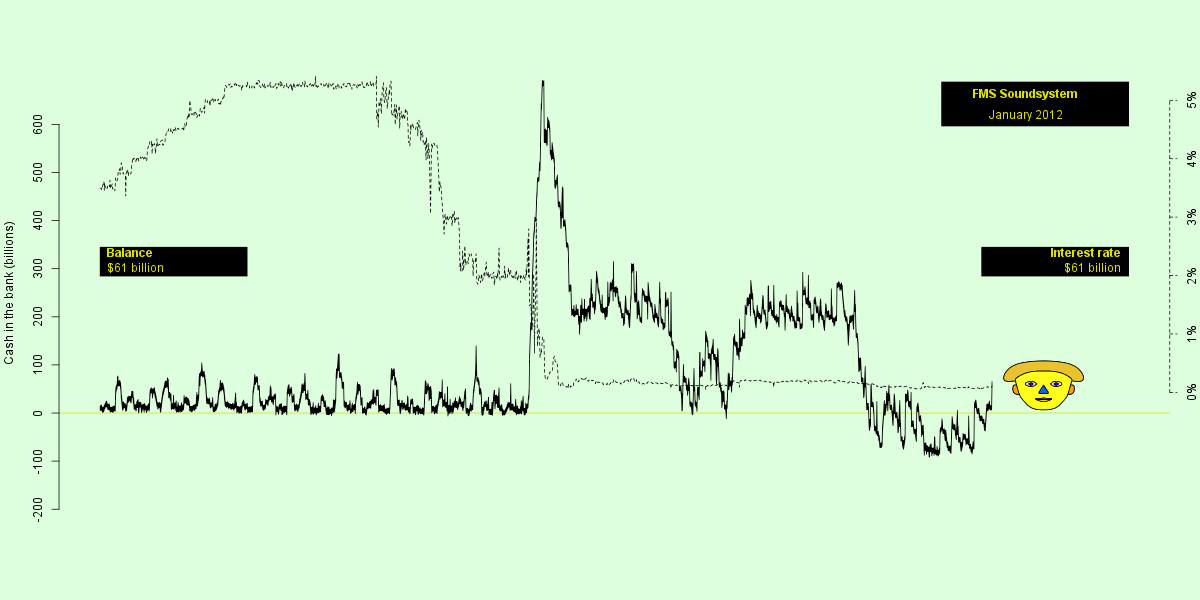 FMS Soundsystem
January 2012
Balance
$61 billion
Interest rate
$61 billion
Cash in the bank (billions)
600
500
400
300
200
100
0
-100
-200
5%
4%
3%
2%
1%
0%